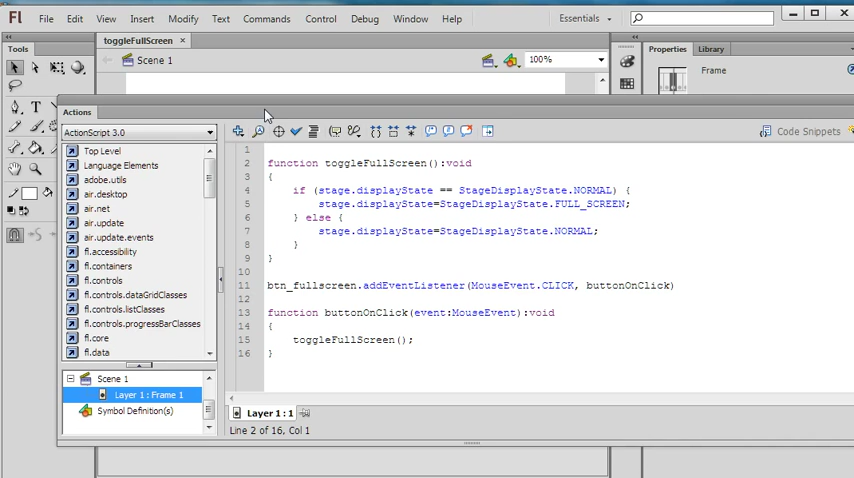 Fl File Edit View Insert Modify Text Commands Control Debug Window Help Essentials
toggleFullScreen ×
Tools
Properties Library
Scene 1 100%
Frame
Actions
ActionScript 3.0
Code Snippets
Top Level
Language Elements
adobe.utils
air.desktop
air.net
air.update
air.update.events
fl.accessibility
fl.containers
fl.controls
fl.controls.dataGridClasses
fl.controls.listClasses
fl.controls.progressBarClasses
fl.core
fl.data
Scene 1
Layer 1 : Frame 1
Symbol Definition(s)
1
2 function toggleFullScreen():void
3 {
4 if (stage.displayState == StageDisplayState.NORMAL) {
5 stage.displayState=StageDisplayState.FULL_SCREEN;
6 } else {
7 stage.displayState=StageDisplayState.NORMAL;
8 }
9 }
10
11 btn_fullscreen.addEventListener(MouseEvent.CLICK, buttonOnClick)
12
13 function buttonOnClick(event:MouseEvent):void
14 {
15 toggleFullScreen();
16 }
Layer 1 : 1
Line 2 of 16, Col 1